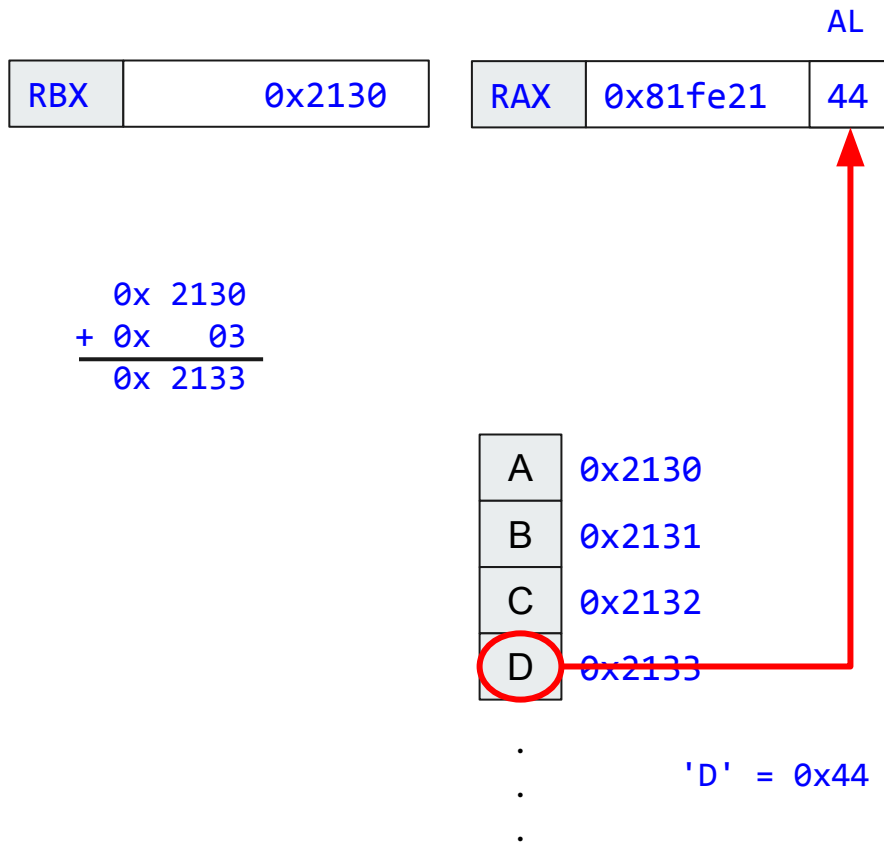 AL
RBX 0x2130 RAX 0x81fe21 44
0x 2130
+ 0x 03
0x 2133
A 0x2130
B 0x2131
C 0x2132
D 0x2133
.
.
.
'D' = 0x44